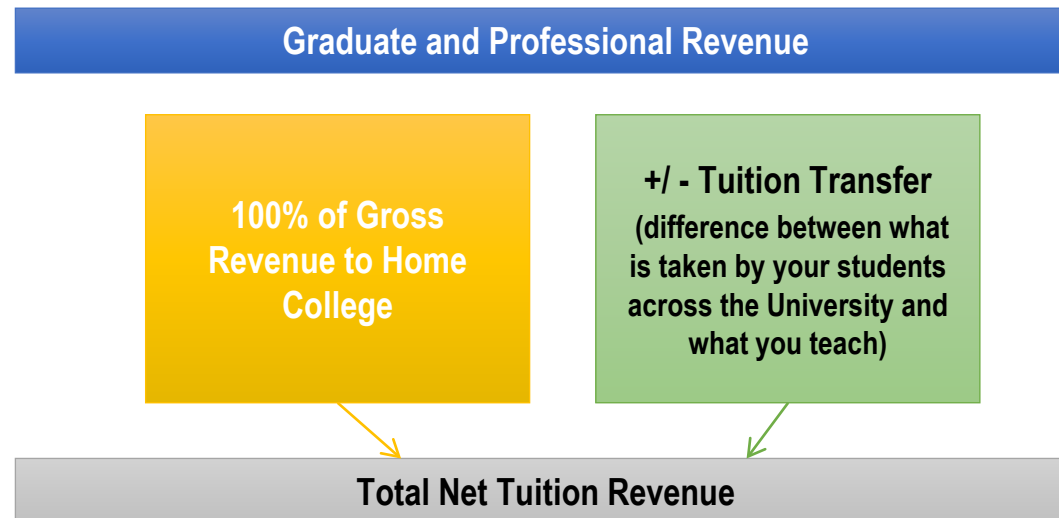 Graduate and Professional Revenue
100% of Gross
Revenue to Home
College
+/ - Tuition Transfer
(difference between what
is taken by your students
across the University and
what you teach)
Total Net Tuition Revenue